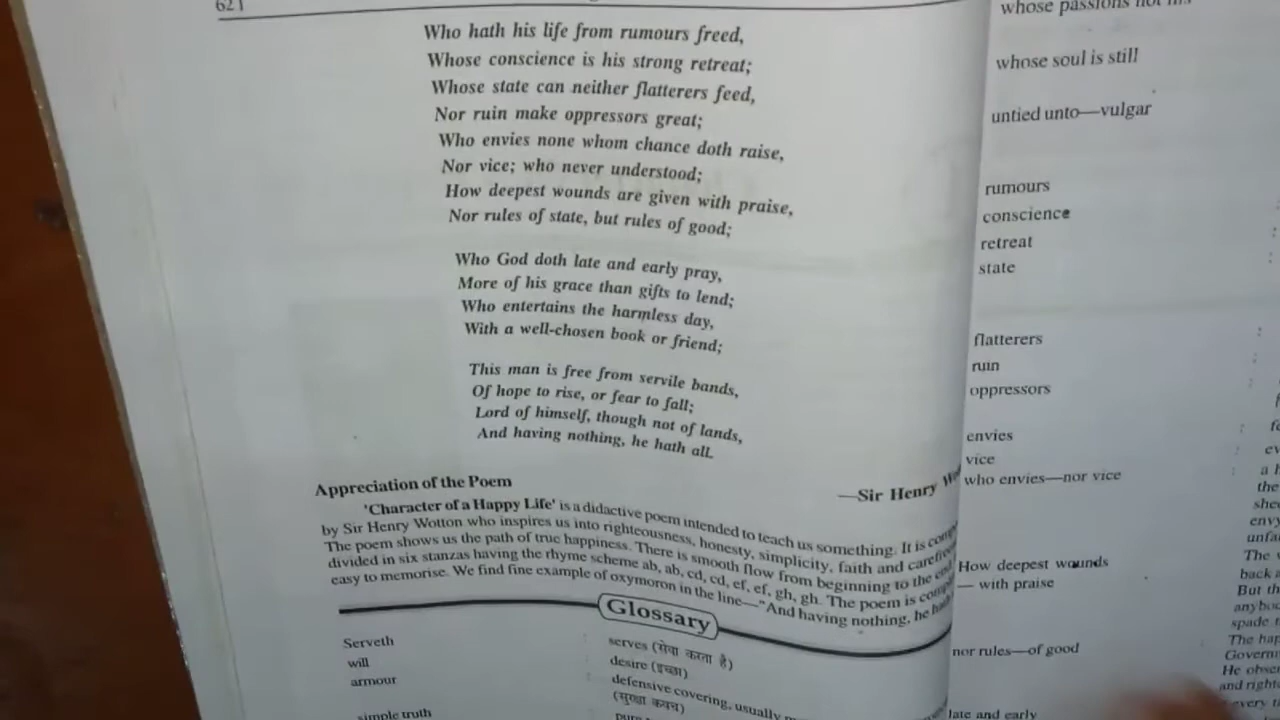 621
Who hath his life from rumours freed,
Whose conscience is his strong retreat;
Whose state can neither flatterers feed,
Nor ruin make oppressors great;
Who envies none whom chance doth raise,
Nor vice; who never understood;
How deepest wounds are given with praise,
Nor rules of state, but rules of good;
Who God doth late and early pray,
More of his grace than gifts to lend;
Who entertains the harmless day,
With a well-chosen book or friend;
This man is free from servile bands,
Of hope to rise, or fear to fall;
Lord of himself, though not of lands,
And having nothing, he hath all.
—Sir Henry
Appreciation of the Poem
'Character of a Happy Life' is a didactic poem intended to teach us something. It is
by Sir Henry Wotton who inspires us into righteousness, honesty, simplicity, faith and
The poem shows us the path of true happiness. There is smooth flow from beginning to the
divided in six stanzas having the rhyme scheme ab, ab, cd, cd, ef, ef, gh, gh. The poem is
easy to memorise. We find fine example of oxymoron in the line—"And having nothing, he
Glossary
Serveth : serves (सेवा करता है)
will : desire (इच्छा)
armour : defensive covering, usually
(सुरक्षा कवच)
simple truth
whose passions not
whose soul is still
untied unto—vulgar
rumours
conscience
retreat
state
flatterers
ruin
oppressors
envies
vice
who envies—nor vice
How deepest wounds
— with praise
nor rules—of good
late and early